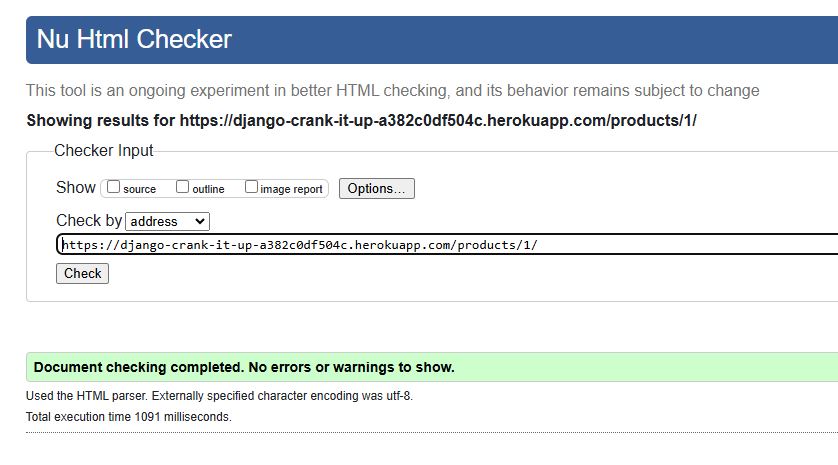 Nu Html Checker
This tool is an ongoing experiment in better HTML checking, and its behavior remains subject to change
Showing results for https://django-crank-it-up-a382c0df504c.herokuapp.com/products/1/
Checker Input
Show source outline image report Options...
Check by address
https://django-crank-it-up-a382c0df504c.herokuapp.com/products/1/
Check
Document checking completed. No errors or warnings to show.
Used the HTML parser. Externally specified character encoding was utf-8.
Total execution time 1091 milliseconds.